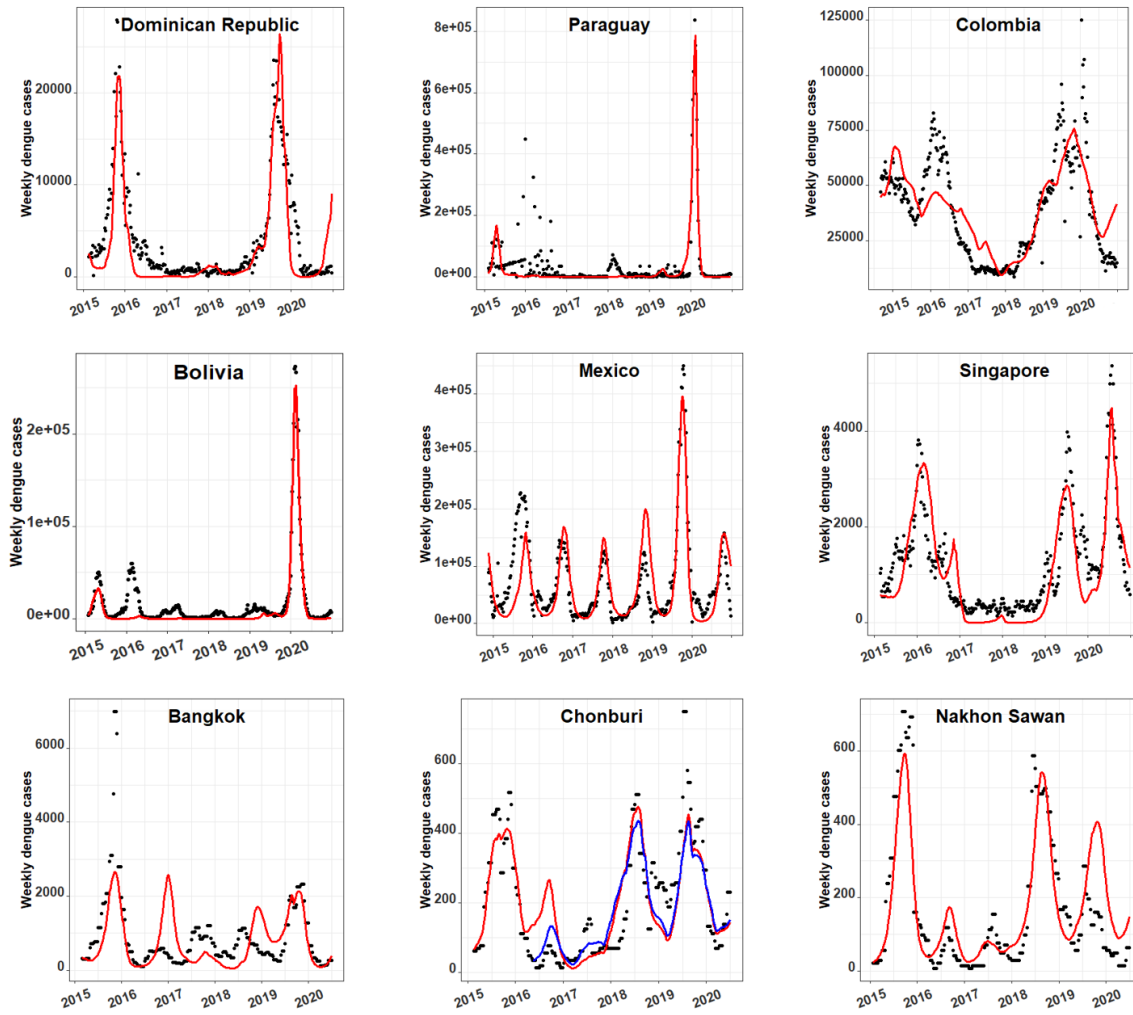 Dominican Republic
Weekly dengue cases
20000
10000
0
2015 2016 2017 2018 2019 2020
Paraguay
Weekly dengue cases
8e+05
6e+05
4e+05
2e+05
0e+00
2015 2016 2017 2018 2019 2020
Colombia
Weekly dengue cases
125000
100000
75000
50000
25000
2015 2016 2017 2018 2019 2020
Bolivia
Weekly dengue cases
2e+05
1e+05
0e+00
2015 2016 2017 2018 2019 2020
Mexico
Weekly dengue cases
4e+05
3e+05
2e+05
1e+05
0e+00
2015 2016 2017 2018 2019 2020
Singapore
Weekly dengue cases
4000
2000
0
2015 2016 2017 2018 2019 2020
Bangkok
Weekly dengue cases
6000
4000
2000
0
2015 2016 2017 2018 2019 2020
Chonburi
Weekly dengue cases
600
400
200
0
2015 2016 2017 2018 2019 2020
Nakhon Sawan
Weekly dengue cases
600
400
200
0
2015 2016 2017 2018 2019 2020